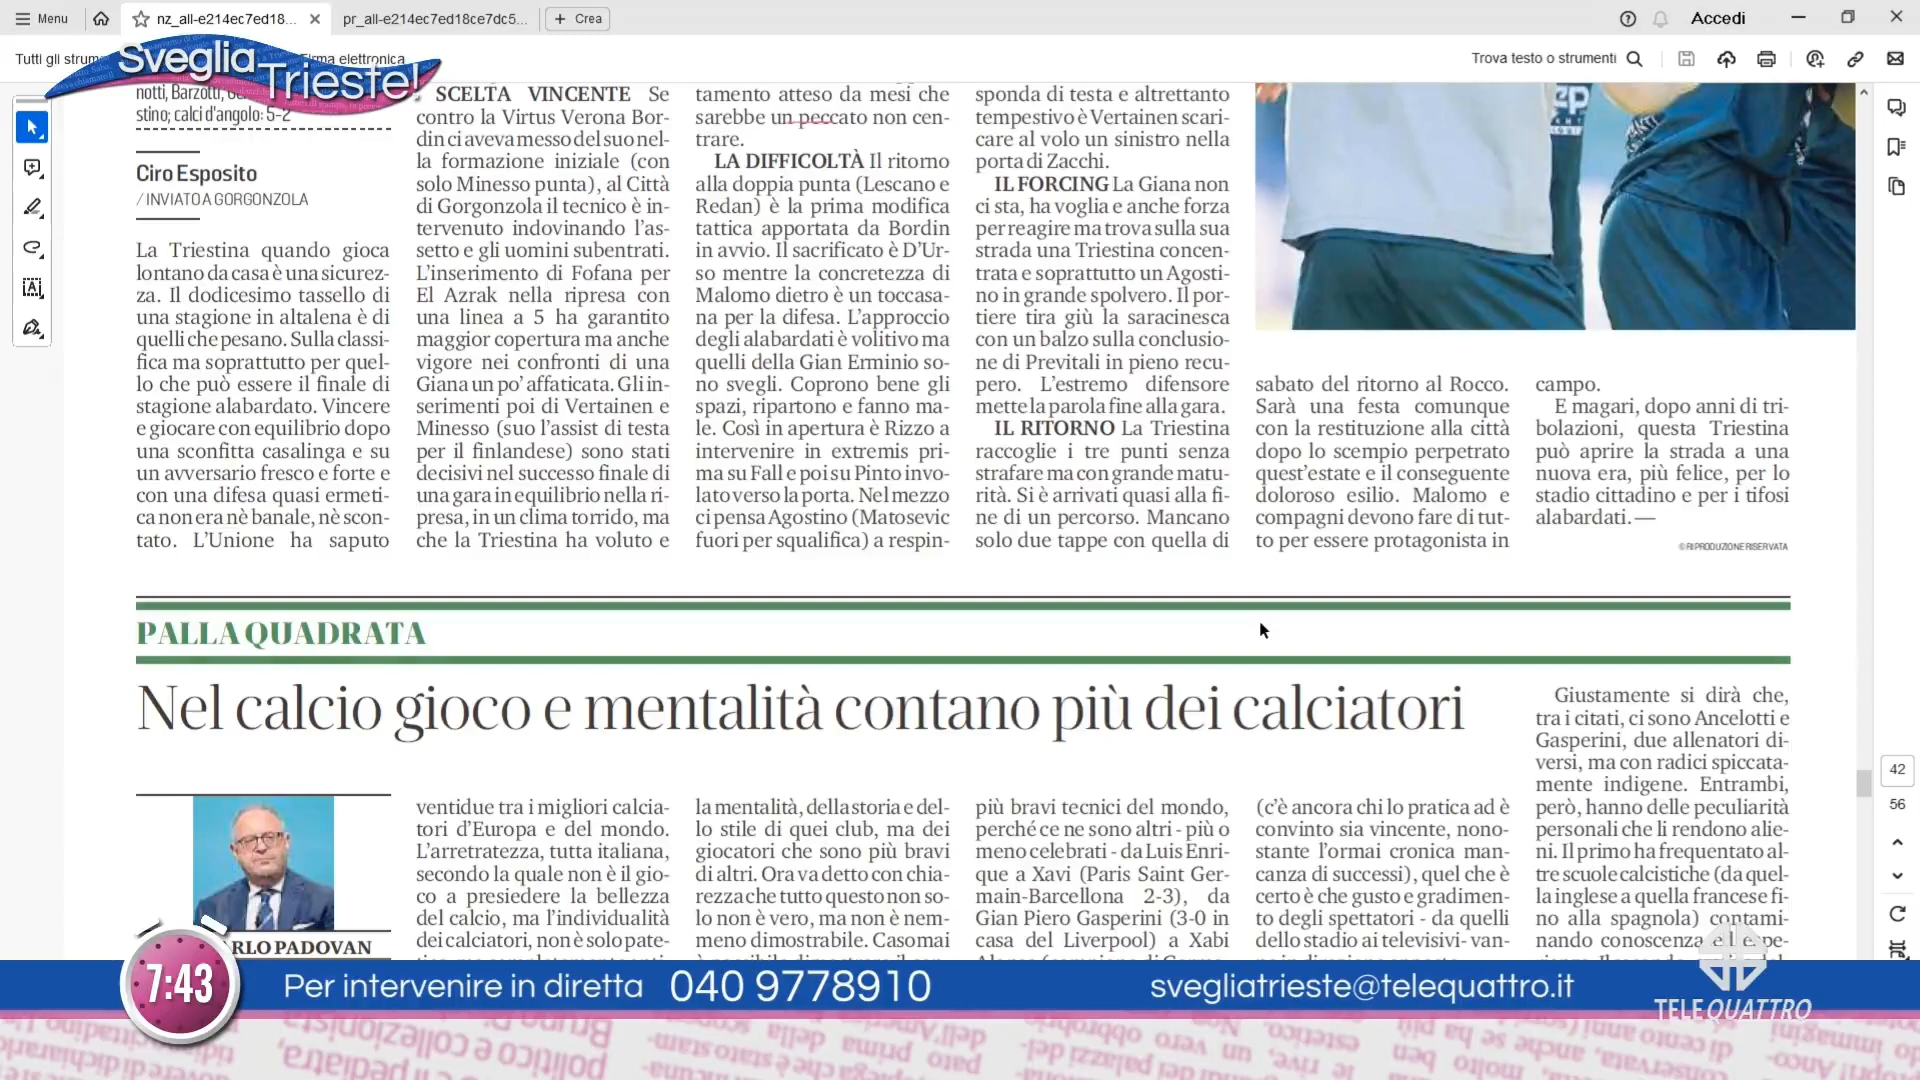 Menu
nz_all-e214ec7ed18...
pr_all-e214ec7ed18ce7dc5...
Crea
Accedi
Tutti gli strum
Firma elettronica
Trova testo o strumenti
Sveglia
Trieste!
stino; calci d'angolo: 5-2
Ciro Esposito
/ INVIATO A GORGONZOLA
La Triestina quando gioca
lontano da casa è una sicurez-
za. Il dodicesimo tassello di
una stagione in altalena è di
quelli che pesano. Sulla classi-
fica ma soprattutto per quel-
lo che può essere il finale di
stagione alabardato. Vincere
e giocare con equilibrio dopo
una sconfitta casalinga e su
un avversario fresco e forte e
con una difesa quasi ermeti-
ca non era nè banale, nè scon-
tato. L'Unione ha saputo
SCELTA VINCENTE Se
contro la Virtus Verona Bor-
din ci aveva messo del suo nel-
la formazione iniziale (con
solo Minesso punta), al Città
di Gorgonzola il tecnico è in-
tervenuto indovinando l'as-
setto e gli uomini subentrati.
L'inserimento di Fofana per
El Azrak nella ripresa con
una linea a 5 ha garantito
maggior copertura ma anche
vigore nei confronti di una
Giana un po' affaticata. Gli in-
serimenti poi di Vertainen e
Minesso (suo l'assist di testa
per il finlandese) sono stati
decisivi nel successo finale di
una gara in equilibrio nella ri-
presa, in un clima torrido, ma
che la Triestina ha voluto e
tamento atteso da mesi che
sarebbe un peccato non cen-
trare.
LA DIFFICOLTÀ Il ritorno
alla doppia punta (Lescano e
Redan) è la prima modifica
tattica apportata da Bordin
in avvio. Il sacrificato è D'Ur-
so mentre la concretezza di
Malomo dietro è un toccasa-
na per la difesa. L'approccio
degli alabardati è volitivo ma
quelli della Gian Erminio so-
no svegli. Coprono bene gli
spazi, ripartono e fanno ma-
le. Così in apertura è Rizzo a
intervenire in extremis pri-
ma su Fall e poi su Pinto invo-
lato verso la porta. Nel mezzo
ci pensa Agostino (Matosevic
fuori per squalifica) a respin-
sponda di testa e altrettanto
tempestivo è Vertainen scari-
care al volo un sinistro nella
porta di Zacchi.
IL FORCING La Giana non
ci sta, ha voglia e anche forza
per reagire ma trova sulla sua
strada una Triestina concen-
trata e soprattutto un Agosti-
no in grande spolvero. Il por-
tiere tira giù la saracinesca
con un balzo sulla conclusio-
ne di Previtali in pieno recu-
pero. L'estremo difensore
mette la parola fine alla gara.
IL RITORNO La Triestina
raccoglie i tre punti senza
strafare ma con grande matu-
rità. Si è arrivati quasi alla fi-
ne di un percorso. Mancano
solo due tappe con quella di
sabato del ritorno al Rocco.
Sarà una festa comunque
con la restituzione alla città
dopo lo scempio perpetrato
quest'estate e il conseguente
doloroso esilio. Malomo e
compagni devono fare di tut-
to per essere protagonista in
campo.
E magari, dopo anni di tri-
bolazioni, questa Triestina
può aprire la strada a una
nuova era, più felice, per lo
stadio cittadino e per i tifosi
alabardati.—
©RIPRODUZIONE RISERVATA
PALLA QUADRATA
Nel calcio gioco e mentalità contano più dei calciatori
RLO PADOVAN
ventidue tra i migliori calcia-
tori d'Europa e del mondo.
L'arretratezza, tutta italiana,
secondo la quale non è il gio-
co a presiedere la bellezza
del calcio, ma l'individualità
dei calciatori, non è solo pate-
la mentalità, della storia e del-
lo stile di quei club, ma dei
giocatori che sono più bravi
di altri. Ora va detto con chia-
rezza che tutto questo non so-
lo non è vero, ma non è nem-
meno dimostrabile. Casomai
più bravi tecnici del mondo,
perché ce ne sono altri - più o
meno celebrati - da Luis Enri-
que a Xavi (Paris Saint Ger-
main-Barcellona 2-3), da
Gian Piero Gasperini (3-0 in
casa del Liverpool) a Xabi
(c'è ancora chi lo pratica ad è
convinto sia vincente, nono-
stante l'ormai cronica man-
canza di successi), quel che è
certo è che gusto e gradimen-
to degli spettatori - da quelli
dello stadio ai televisivi - van-
Giustamente si dirà che,
tra i citati, ci sono Ancelotti e
Gasperini, due allenatori di-
versi, ma con radici spiccata-
mente indigene. Entrambi,
però, hanno delle peculiarità
personali che li rendono alie-
ni. Il primo ha frequentato al-
tre scuole calcistiche (da quel-
la inglese a quella francese fi-
no alla spagnola) contami-
nando conoscenza ed espe-
42
56
7:43
Per intervenire in diretta 040 9778910
svegliatrieste@telequattro.it
TELEQUATTRO